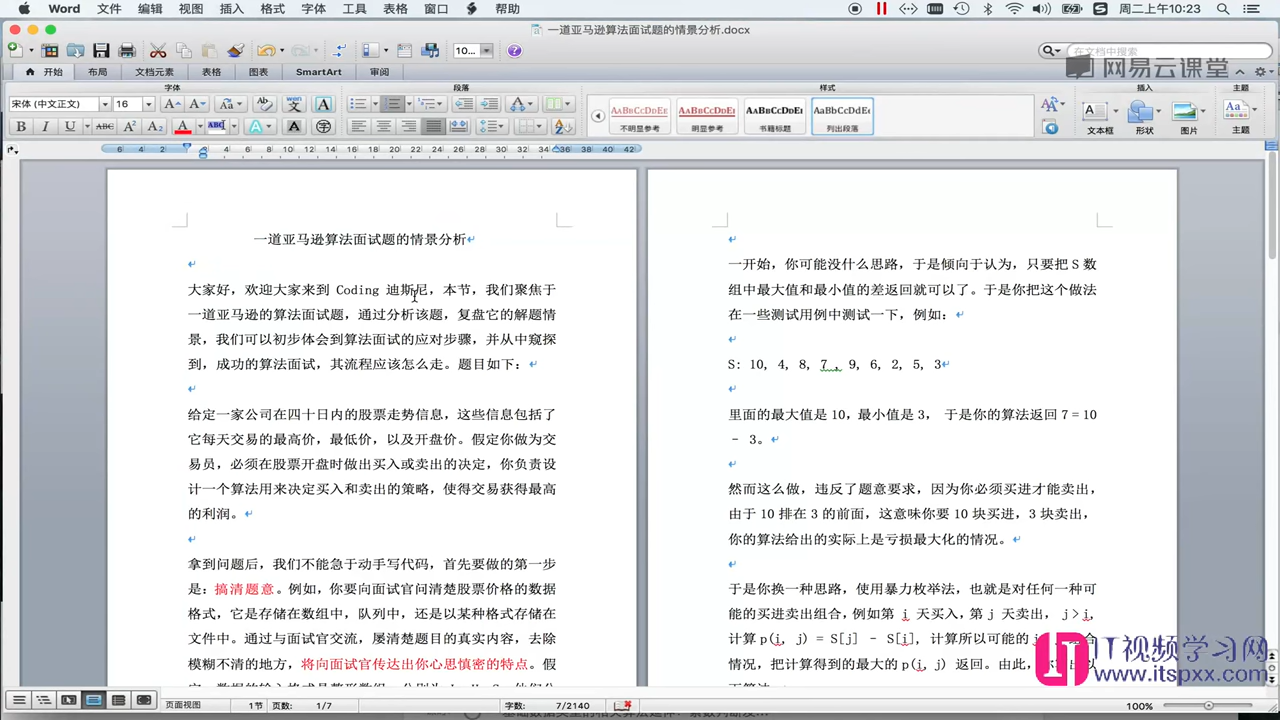 Word 文件 编辑 视图 插入 格式 字体 工具 表格 窗口 帮助 周二上午10:23
一道亚马逊算法面试题的情景分析.docx
10...
在文档中搜索
网易云课堂
开始 布局 文档元素 表格 图表 SmartArt 审阅
字体 段落 样式 插入 主题
宋体 (中文正文) 16
AaBbCcDdEe AaBbCcDdEe AaBbCcDdEe AaBbCcDdEe
不明显参考 明显参考 书籍标题 列出段落 文本框 形状 图片 主题
6 4 2 2 4 6 8 10 12 14 16 18 20 22 24 26 28 30 32 34 36 38 40 42
一道亚马逊算法面试题的情景分析
大家好，欢迎大家来到 Coding 迪斯尼，本节，我们聚焦于
一道亚马逊的算法面试题，通过分析该题，复盘它的解题情
景，我们可以初步体会到算法面试的应对步骤，并从中窥探
到，成功的算法面试，其流程应该怎么走。题目如下：
给定一家公司在四十日内的股票走势信息，这些信息包括了
它每天交易的最高价，最低价，以及开盘价。假定你做为交
易员，必须在股票开盘时做出买入或卖出的决定，你负责设
计一个算法用来决定买入和卖出的策略，使得交易获得最高
的利润。
拿到问题后，我们不能急于动手写代码，首先要做的第一步
是：搞清题意。例如，你要向面试官问清楚股票价格的数据
格式，它是存储在数组中，队列中，还是以某种格式存储在
文件中。通过与面试官交流，屡清楚题目的真实内容，去除
模糊不清的地方，将向面试官传达出你心思慎密的特点。假
一开始，你可能没什么思路，于是倾向于认为，只要把 S 数
组中最大值和最小值的差返回就可以了。于是你把这个做法
在一些测试用例中测试一下，例如：
S: 10, 4, 8, 7 , 9, 6, 2, 5, 3
里面的最大值是 10，最小值是 3， 于是你的算法返回 7 = 10
– 3。
然而这么做，违反了题意要求，因为你必须买进才能卖出，
由于 10 排在 3 的前面，这意味你要 10 块买进，3 块卖出，
你的算法给出的实际上是亏损最大化的情况。
于是你换一种思路，使用暴力枚举法，也就是对任何一种可
能的买进卖出组合，例如第 i 天买入，第 j 天卖出， j > i,
计算 p(i, j) = S[j] - S[i], 计算所以可能的
情况，把计算得到的最大的 p(i, j) 返回。由此，
IT视频学习网
www.itspxx.com
页面视图 1节 页数: 1/7 字数: 7/2140 100%